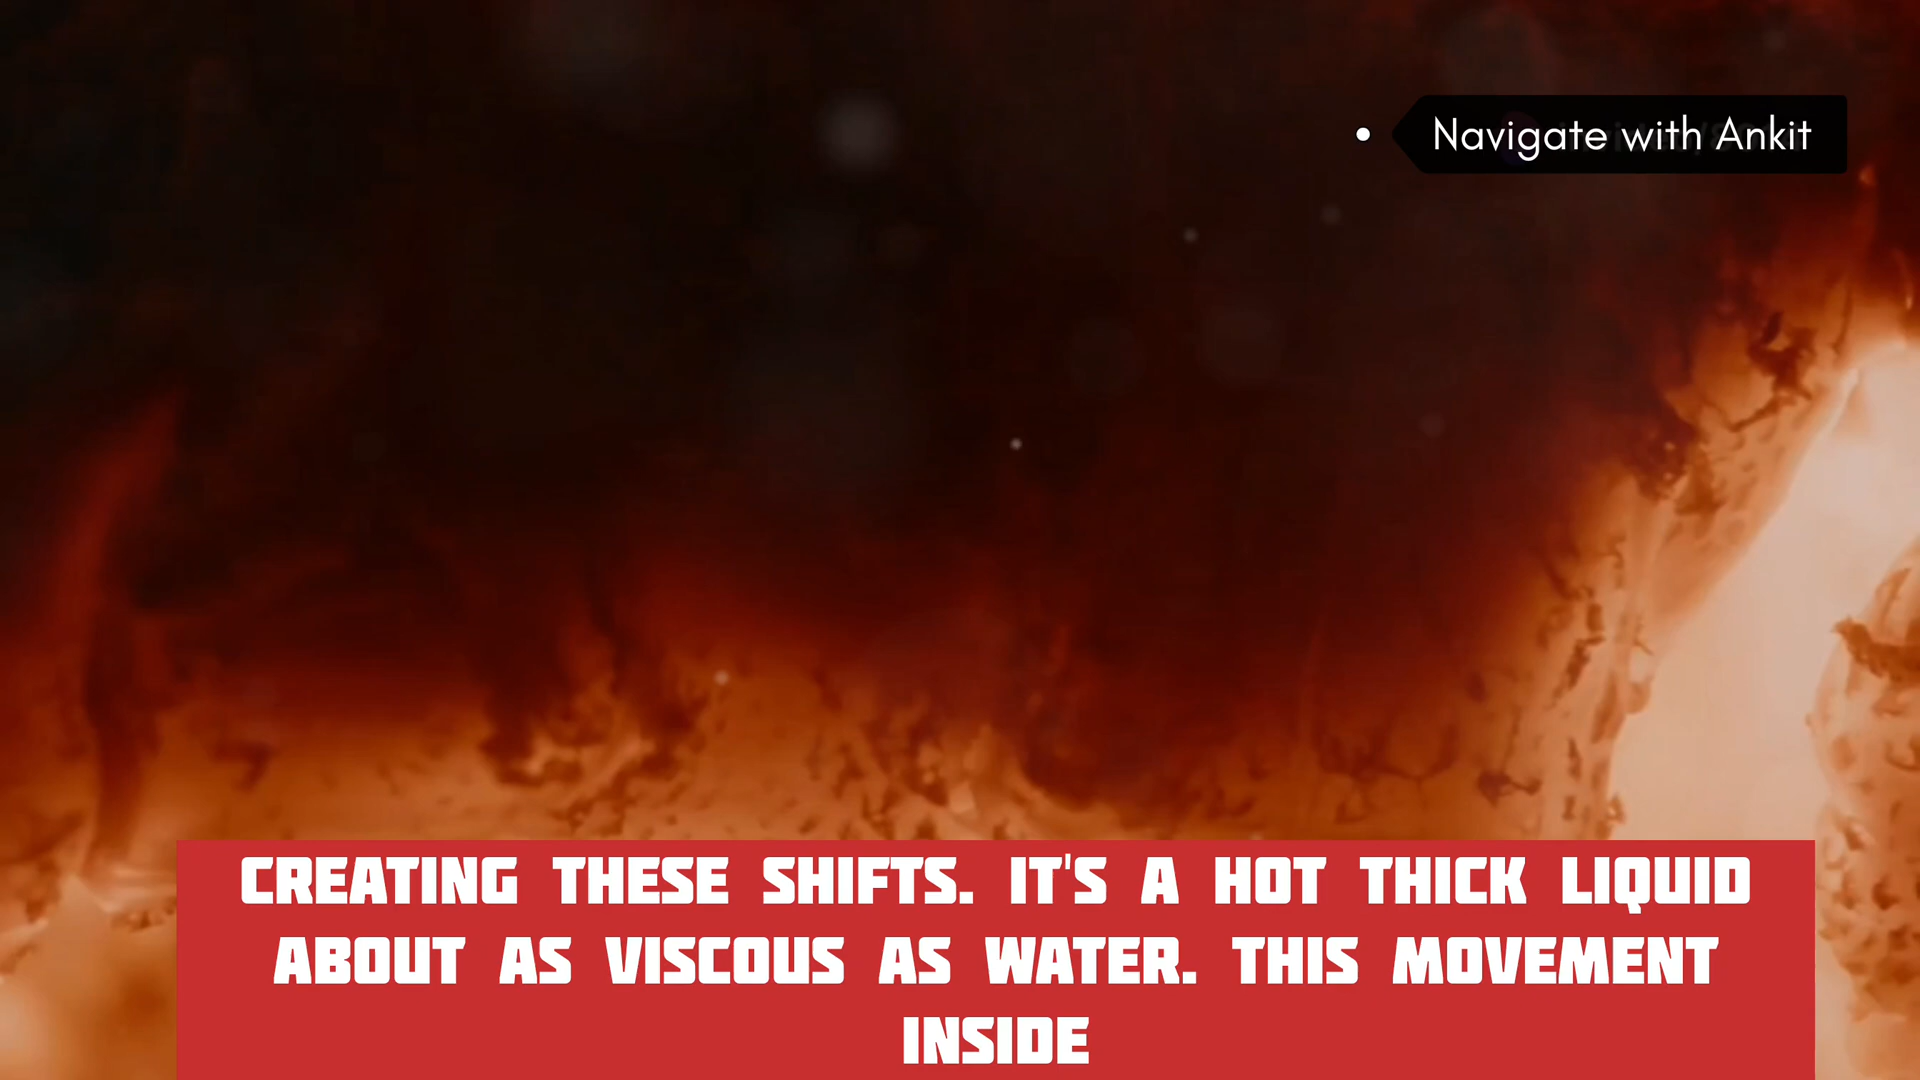 Navigate with Ankit
CREATING THESE SHIFTS. IT'S A HOT THICK LIQUID
ABOUT AS VISCOUS AS WATER. THIS MOVEMENT
INSIDE